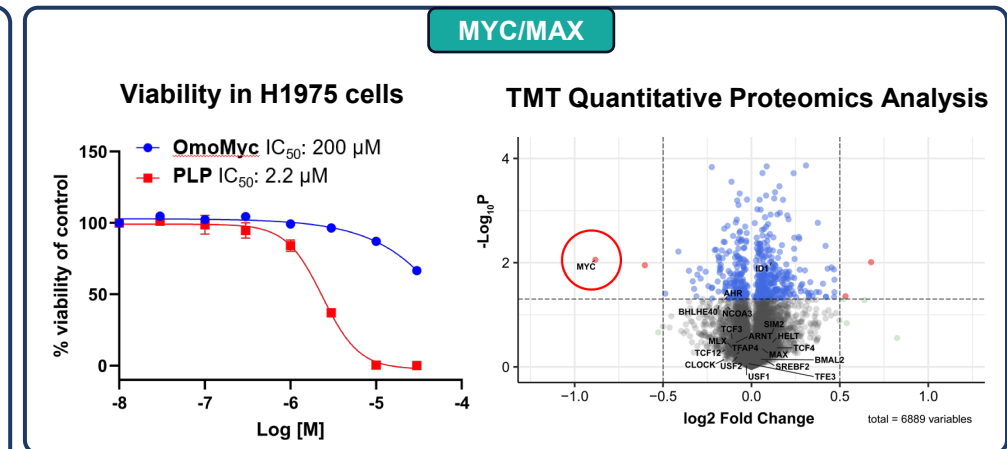 MYC/MAX
Viability in H1975 cells
OmoMyc IC50: 200 µM
PLP IC50: 2.2 µM
% viability of control
150
100
50
0
-8
-7
-6
-5
-4
Log [M]
TMT Quantitative Proteomics Analysis
-Log10P
4
2
0
MYC
ID1
AHR
BHLHE40
NCOA3
TCF3
SIM2
MLX
ARNT
HELT
TCF12
TFAP4
TCF4
MAX
CLOCK
USF2
BMAL2
SREBF2
USF1
TFE3
−1.0
−0.5
0.0
0.5
1.0
log2 Fold Change
total = 6889 variables